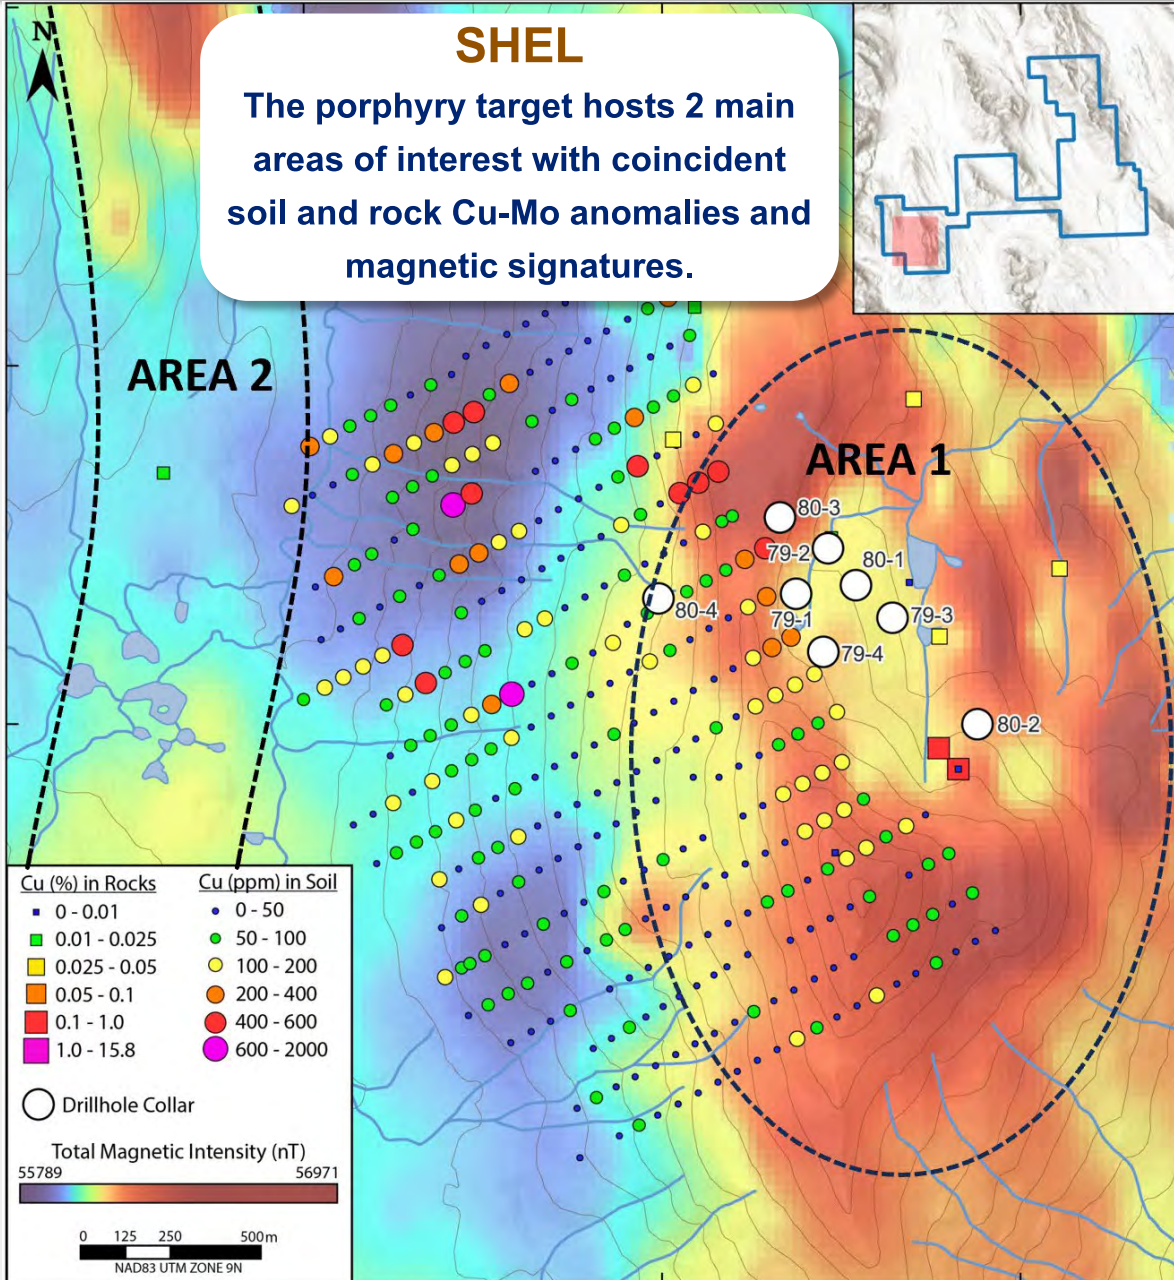 SHEL
The porphyry target hosts 2 main
areas of interest with coincident
soil and rock Cu-Mo anomalies and
magnetic signatures.
N
AREA 2
AREA 1
80-3
79-2
80-1
80-4
79-1
79-3
79-4
80-2
Cu (%) in Rocks
0 - 0.01
0.01 - 0.025
0.025 - 0.05
0.05 - 0.1
0.1 - 1.0
1.0 - 15.8
Cu (ppm) in Soil
0 - 50
50 - 100
100 - 200
200 - 400
400 - 600
600 - 2000
Drillhole Collar
Total Magnetic Intensity (nT)
55789 56971
0 125 250 500m
NAD83 UTM ZONE 9N